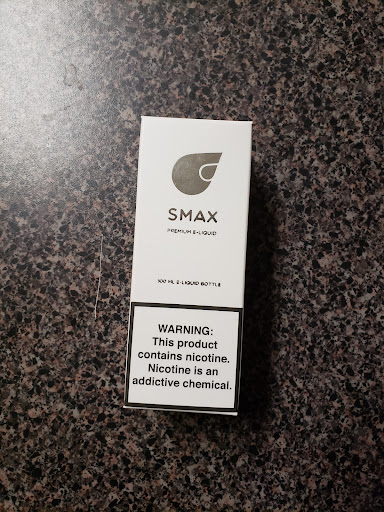 SMAX
PREMIUM E-LIQUID
100 ML E-LIQUID BOTTLE
WARNING:
This product
contains nicotine.
Nicotine is an
addictive chemical.